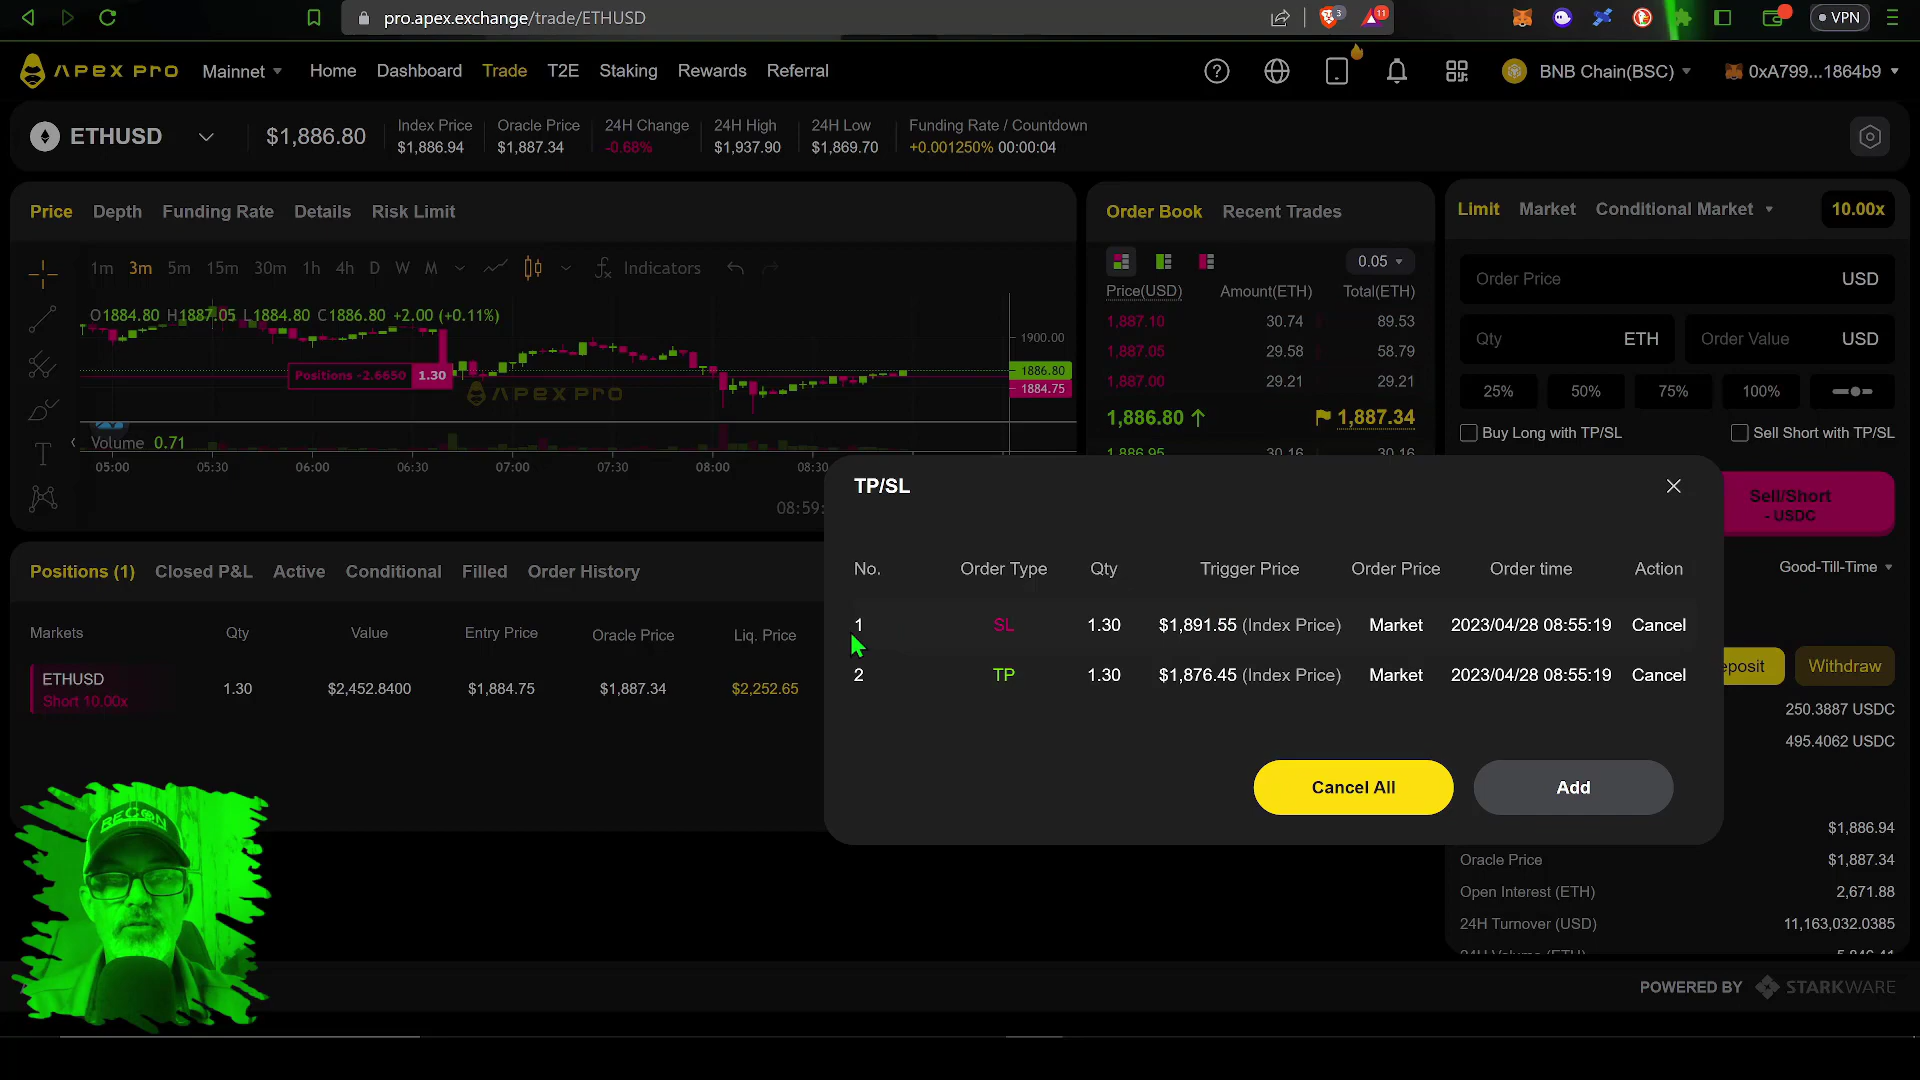 pro.apex.exchange/trade/ETHUSD
3
11
VPN
APEX PRO
Mainnet
Home
Dashboard
Trade
T2E
Staking
Rewards
Referral
BNB Chain(BSC)
0xA799...1864b9
ETHUSD
$1,886.80
Index Price
$1,886.94
Oracle Price
$1,887.34
24H Change
-0.68%
24H High
$1,937.90
24H Low
$1,869.70
Funding Rate / Countdown
+0.001250% 00:00:04
Price Depth Funding Rate Details Risk Limit
1m 3m 5m 15m 30m 1h 4h D W M Indicators
O1884.80 H1887.05 L1884.80 C1886.80 +2.00 (+0.11%)
1900.00
1886.80
1884.75
Positions -2.6650 1.30
APEX PRO
Volume 0.71
05:00 05:30 06:00 06:30 07:00 07:30 08:00 08:30
08:59:
Order Book Recent Trades
0.05
Price(USD) Amount(ETH) Total(ETH)
1,887.10 30.74 89.53
1,887.05 29.58 58.79
1,887.00 29.21 29.21
1,886.80 ↑ 1,887.34
1,886.95 30.16 30.16
Limit Market Conditional Market 10.00x
Order Price USD
Qty ETH Order Value USD
25% 50% 75% 100%
Buy Long with TP/SL Sell Short with TP/SL
Sell/Short
- USDC
Good-Till-Time
TP/SL
No. Order Type Qty Trigger Price Order Price Order time Action
1 SL 1.30 $1,891.55 (Index Price) Market 2023/04/28 08:55:19 Cancel
2 TP 1.30 $1,876.45 (Index Price) Market 2023/04/28 08:55:19 Cancel
Cancel All Add
Positions (1) Closed P&L Active Conditional Filled Order History
Markets Qty Value Entry Price Oracle Price Liq. Price
ETHUSD
Short 10.00x
1.30 $2,452.8400 $1,884.75 $1,887.34 $2,252.65
posit Withdraw
250.3887 USDC
495.4062 USDC
$1,886.94
Oracle Price $1,887.34
Open Interest (ETH) 2,671.88
24H Turnover (USD) 11,163,032.0385
RECON
POWERED BY STARKWARE